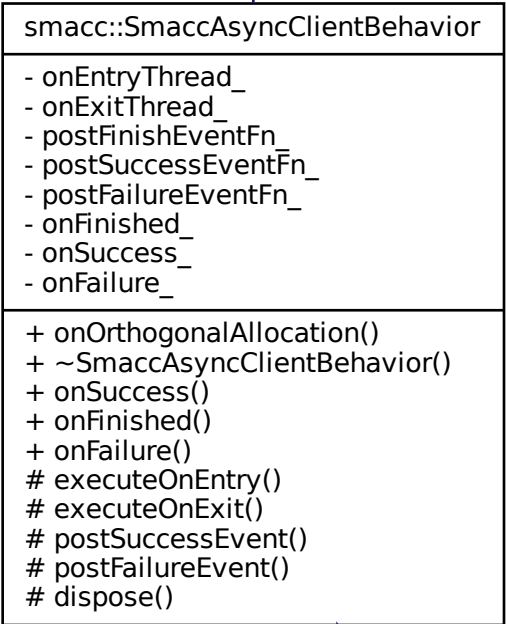 smacc::SmaccAsyncClientBehavior
- onEntryThread_
- onExitThread_
- postFinishEventFn_
- postSuccessEventFn_
- postFailureEventFn_
- onFinished_
- onSuccess_
- onFailure_
+ onOrthogonalAllocation()
+ ~SmaccAsyncClientBehavior()
+ onSuccess()
+ onFinished()
+ onFailure()
# executeOnEntry()
# executeOnExit()
# postSuccessEvent()
# postFailureEvent()
# dispose()